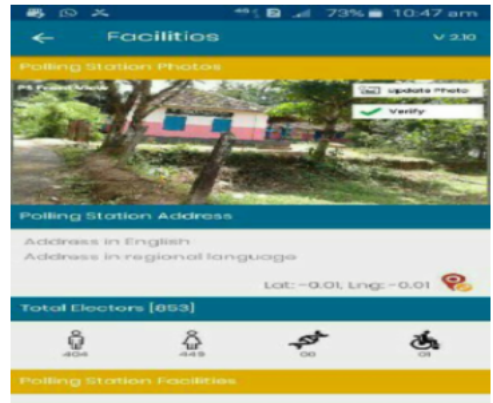 73% 10:47 am
← Facilities V 2.10
Polling Station Photos
PS Front View
Update Photo
Verify
Polling Station Address
Address in English
Address in regional language
Lat:-0.01, Lng:-0.01
Total Electors [853]
404 449 00 01
Polling Station Facilities